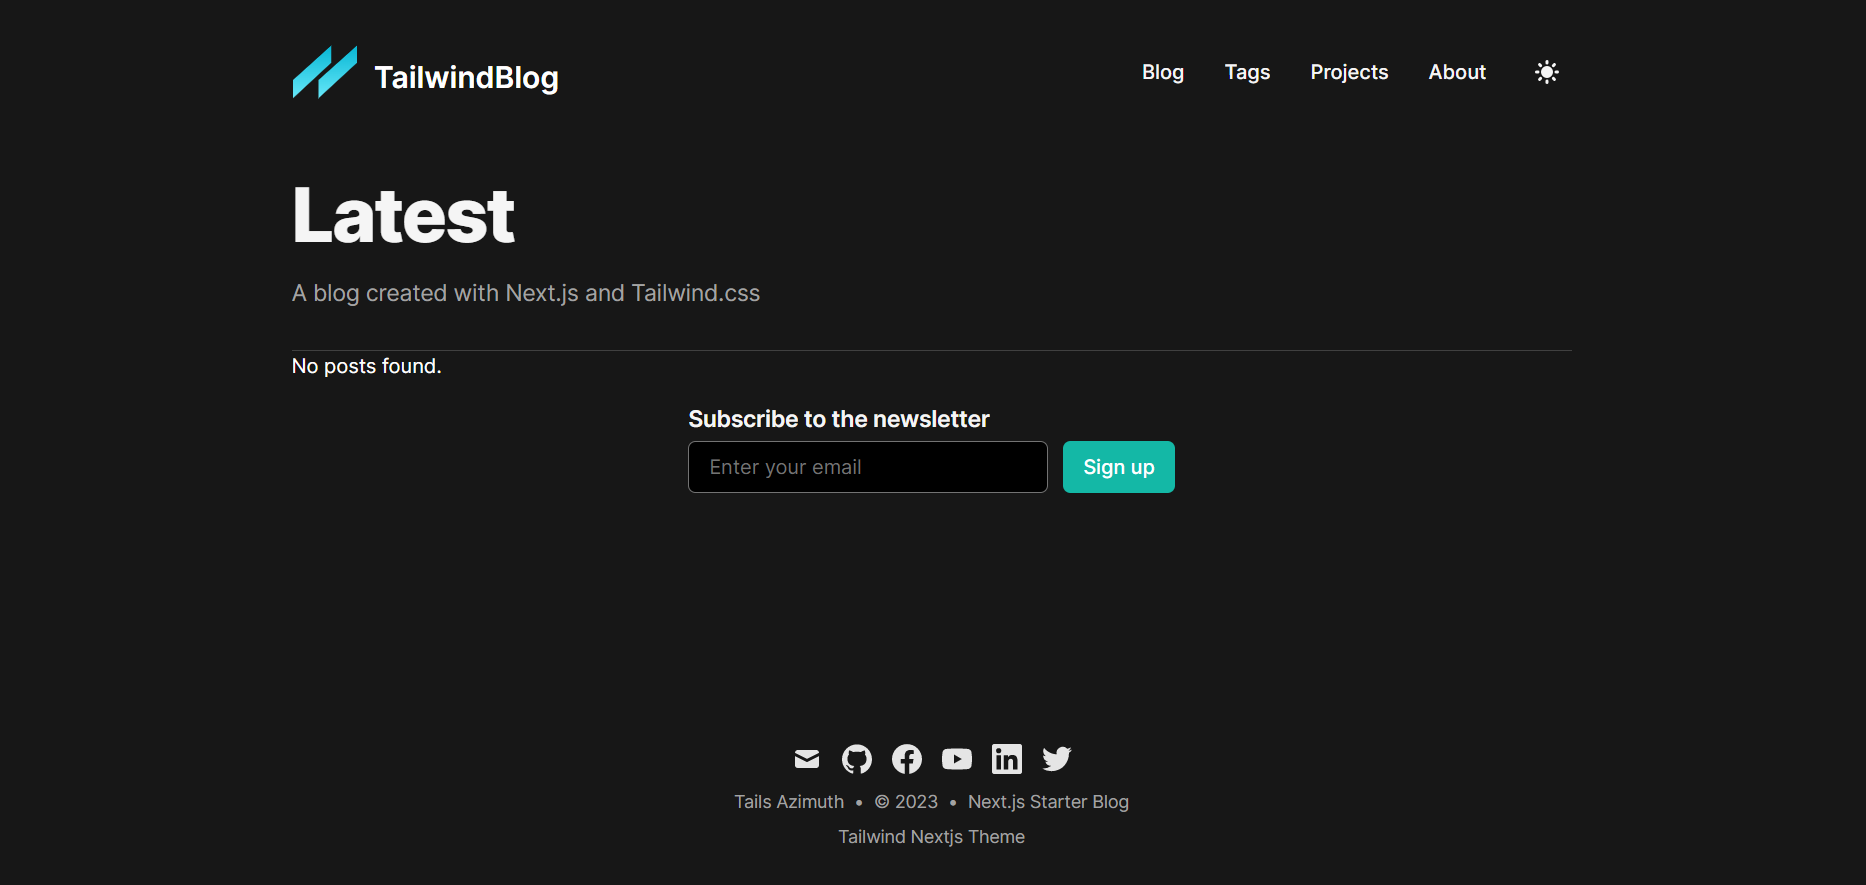 TailwindBlog
Blog Tags Projects About
Latest
A blog created with Next.js and Tailwind.css
No posts found.
Subscribe to the newsletter
Enter your email Sign up
Tails Azimuth • © 2023 • Next.js Starter Blog
Tailwind Nextjs Theme